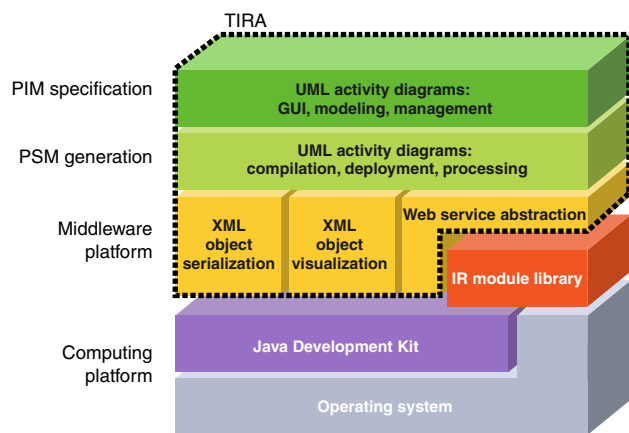 TIRA
PIM specification
UML activity diagrams:
GUI, modeling, management
PSM generation
UML activity diagrams:
compilation, deployment, processing
Middleware
platform
XML
object
serialization
XML
object
visualization
Web service abstraction
IR module library
Computing
platform
Java Development Kit
Operating system